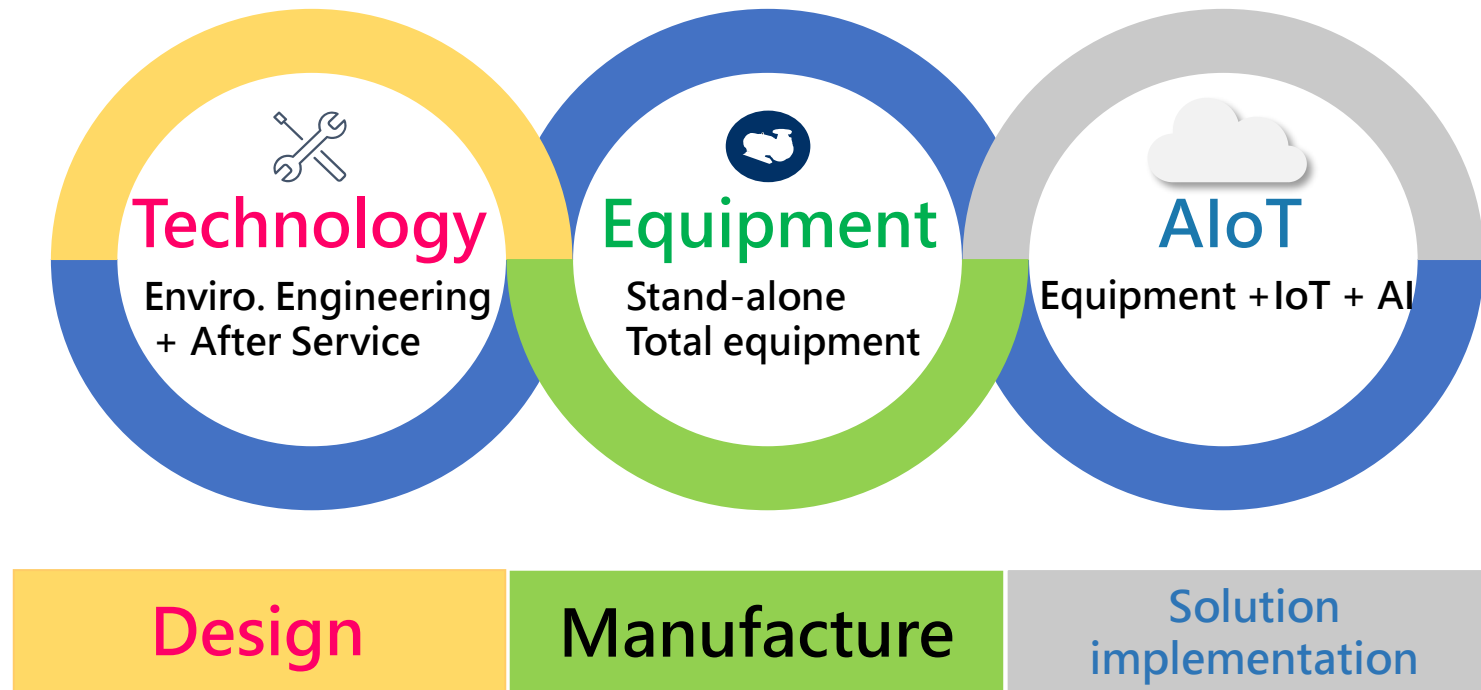 Technology
Enviro. Engineering
+ After Service
Equipment
Stand-alone
Total equipment
AIoT
Equipment +IoT + AI
Design
Manufacture
Solution
implementation